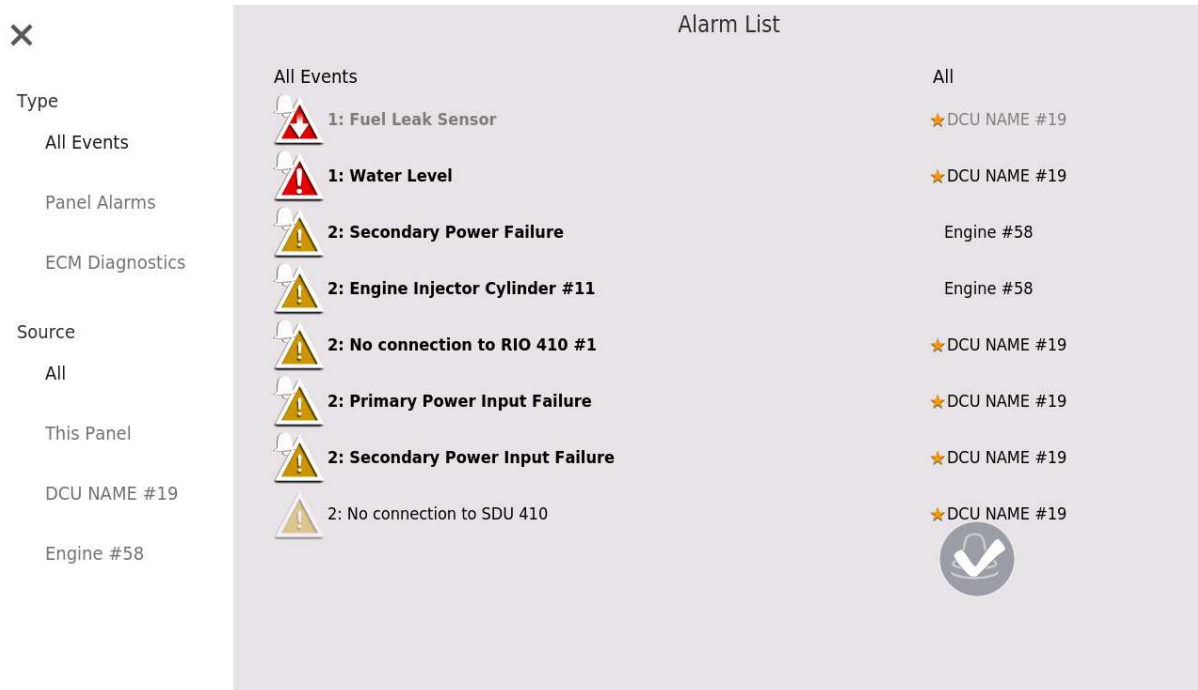 Alarm List
Type
All Events
Panel Alarms
ECM Diagnostics
Source
All
This Panel
DCU NAME #19
Engine #58
All Events All
1: Fuel Leak Sensor DCU NAME #19
1: Water Level DCU NAME #19
2: Secondary Power Failure Engine #58
2: Engine Injector Cylinder #11 Engine #58
2: No connection to RIO 410 #1 DCU NAME #19
2: Primary Power Input Failure DCU NAME #19
2: Secondary Power Input Failure DCU NAME #19
2: No connection to SDU 410 DCU NAME #19